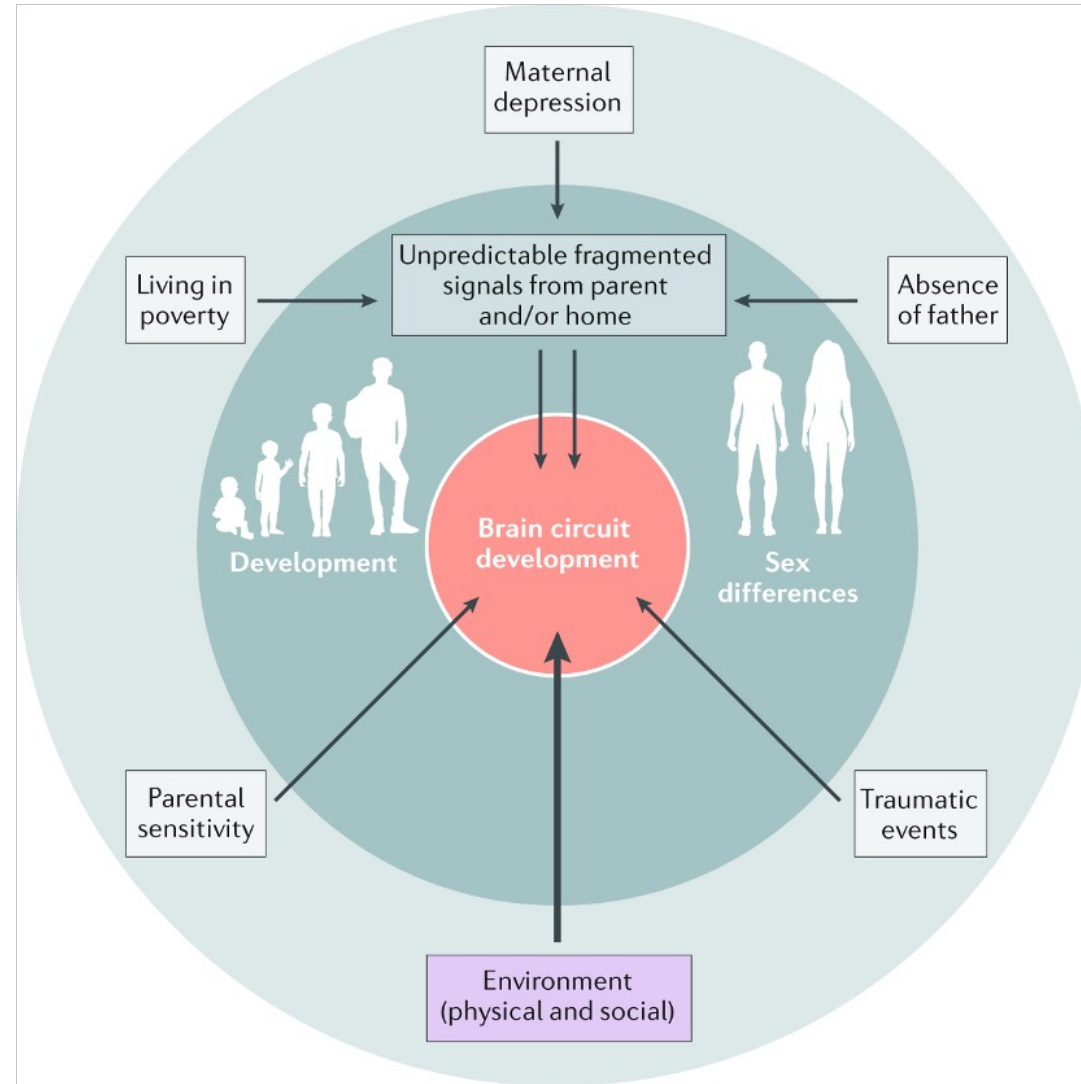 Maternal
depression
Unpredictable fragmented
signals from parent
and/or home
Living in
poverty
Absence
of father
Brain circuit
development
Development
Sex
differences
Parental
sensitivity
Traumatic
events
Environment
(physical and social)